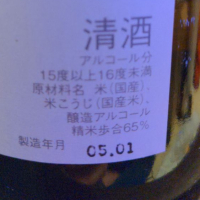 清酒
アルコール分
15度以上16度未満
原材料名 米(国産)、
米こうじ(国産米)、
醸造アルコール
精米歩合65%
製造年月 05.01